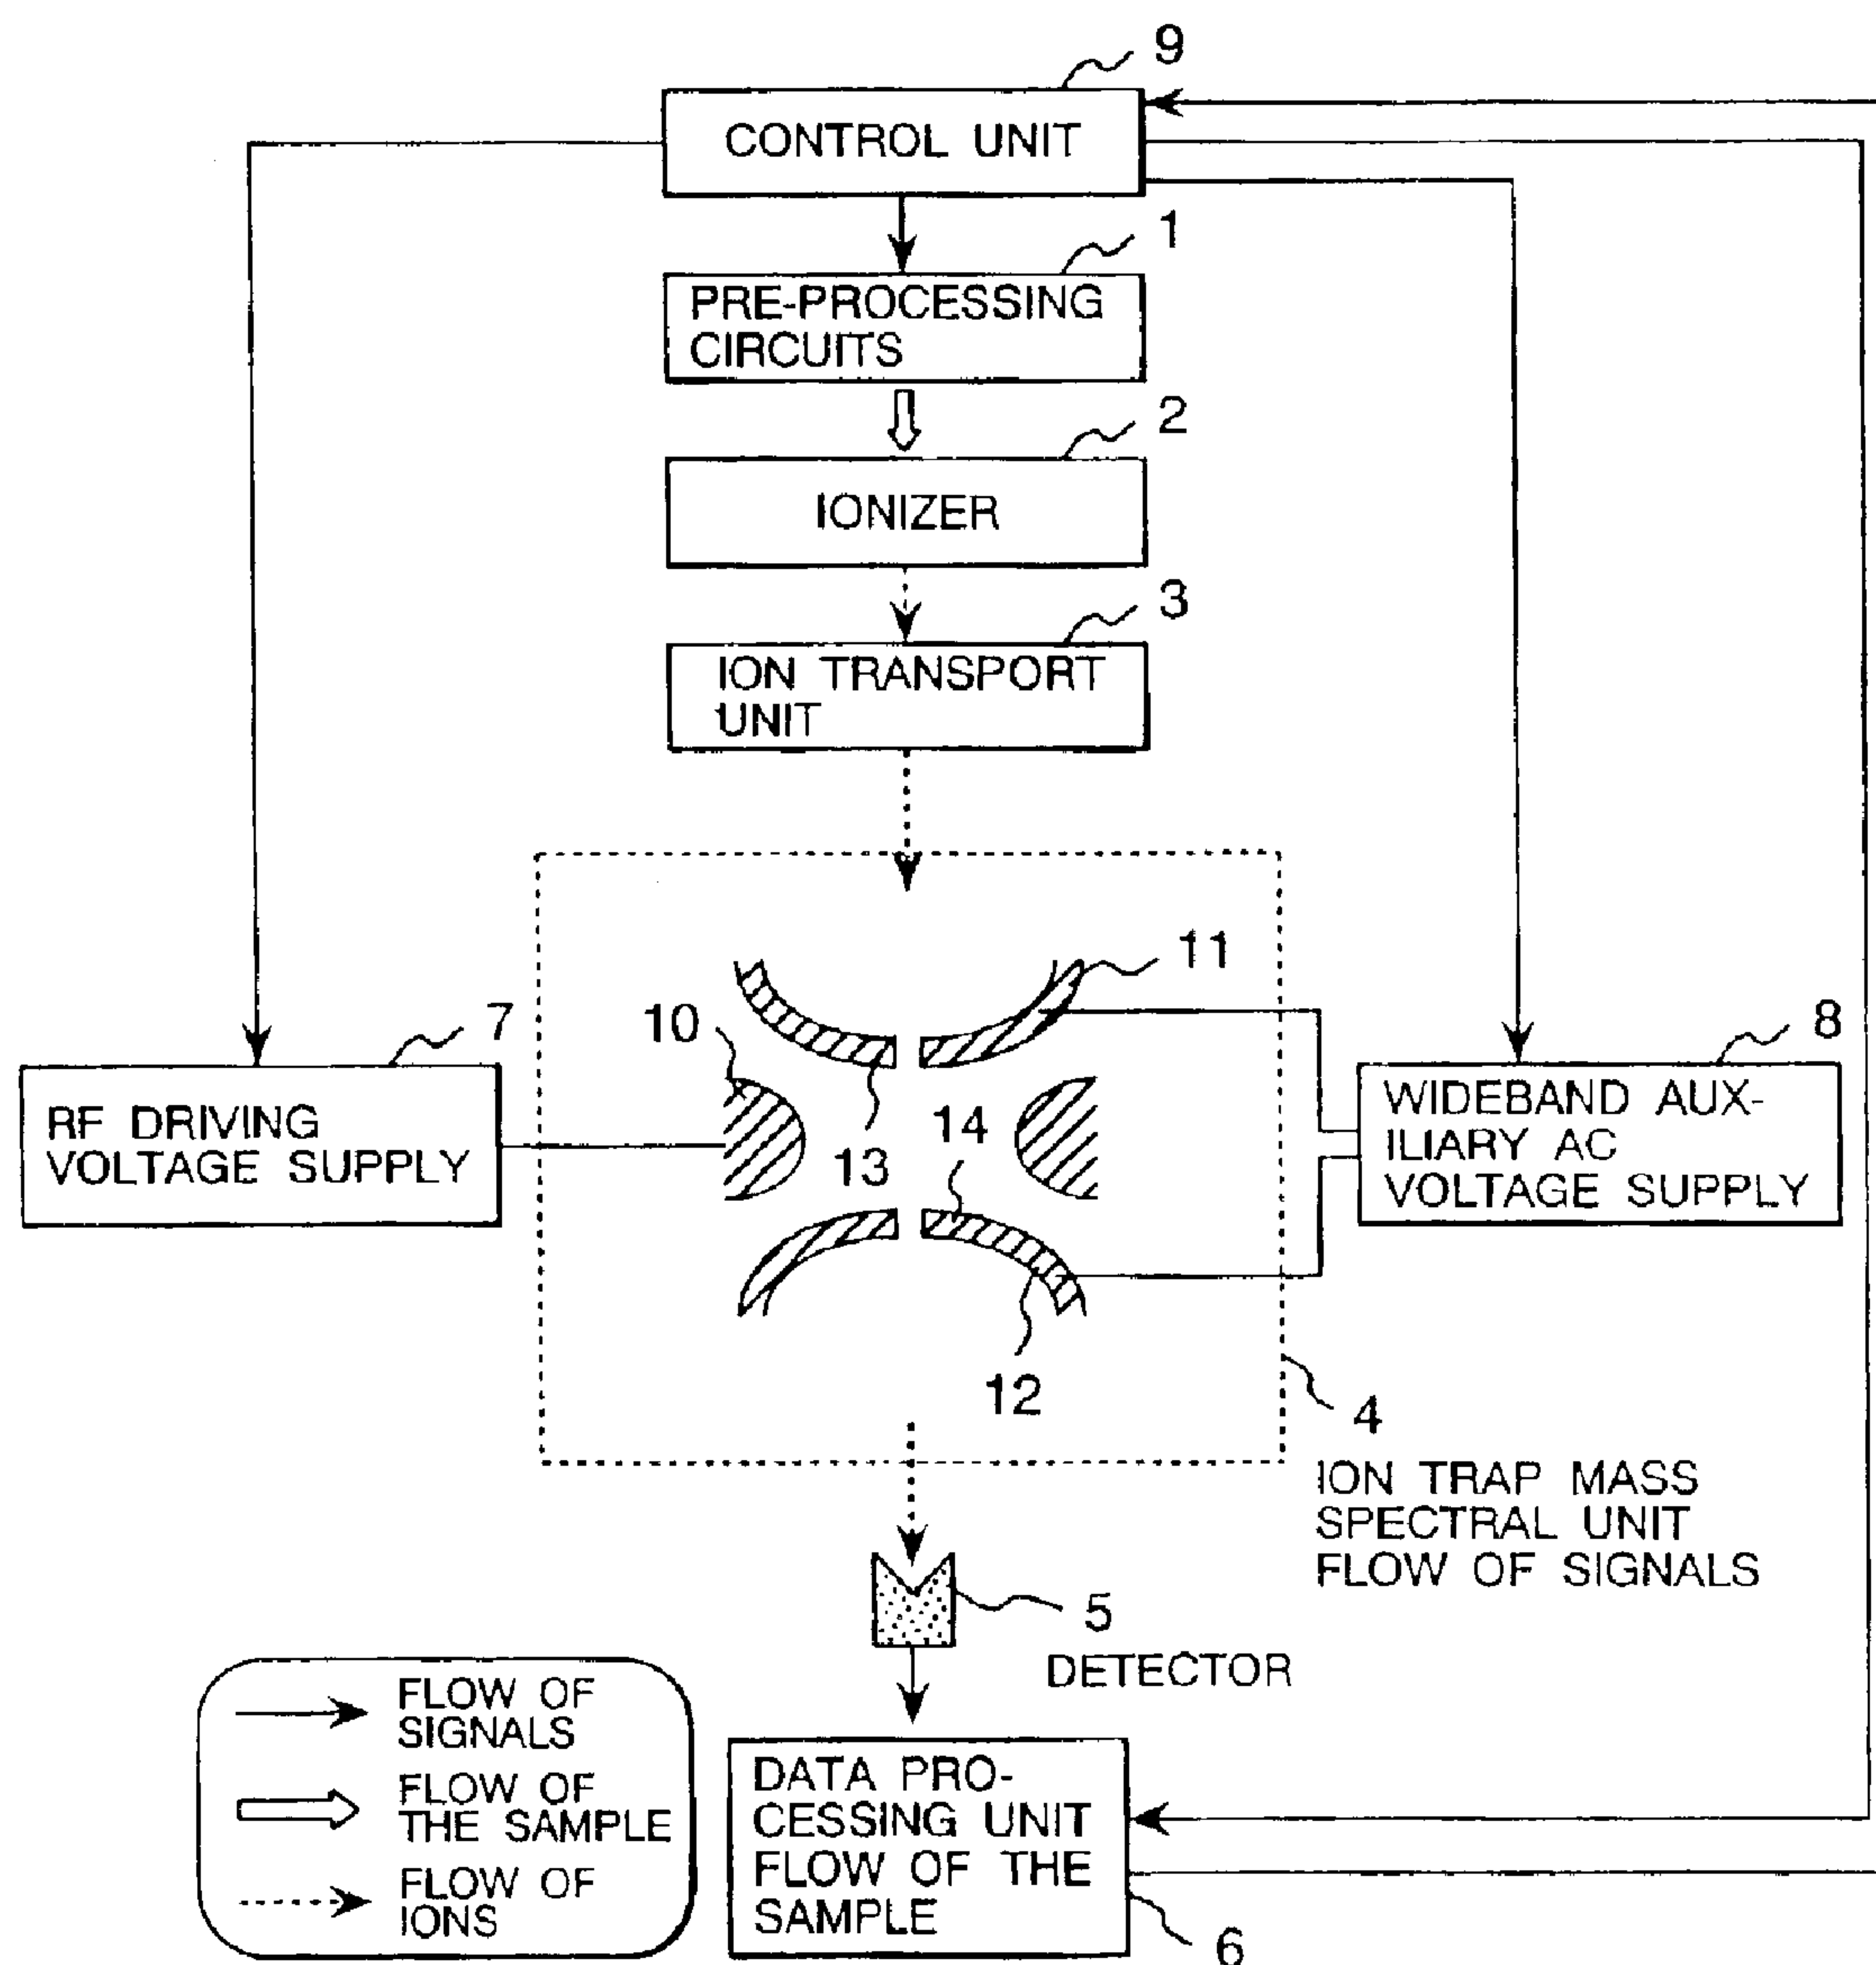 9
CONTROL UNIT
1
PRE-PROCESSING
CIRCUITS
2
IONIZER
3
ION TRANSPORT
UNIT
11
10
7
8
RF DRIVING
VOLTAGE SUPPLY
13
14
WIDEBAND AUX-
ILIARY AC
VOLTAGE SUPPLY
12
4
ION TRAP MASS
SPECTRAL UNIT
FLOW OF SIGNALS
5
DETECTOR
FLOW OF
SIGNALS
FLOW OF
THE SAMPLE
FLOW OF
IONS
DATA PRO-
CESSING UNIT
FLOW OF THE
SAMPLE
6